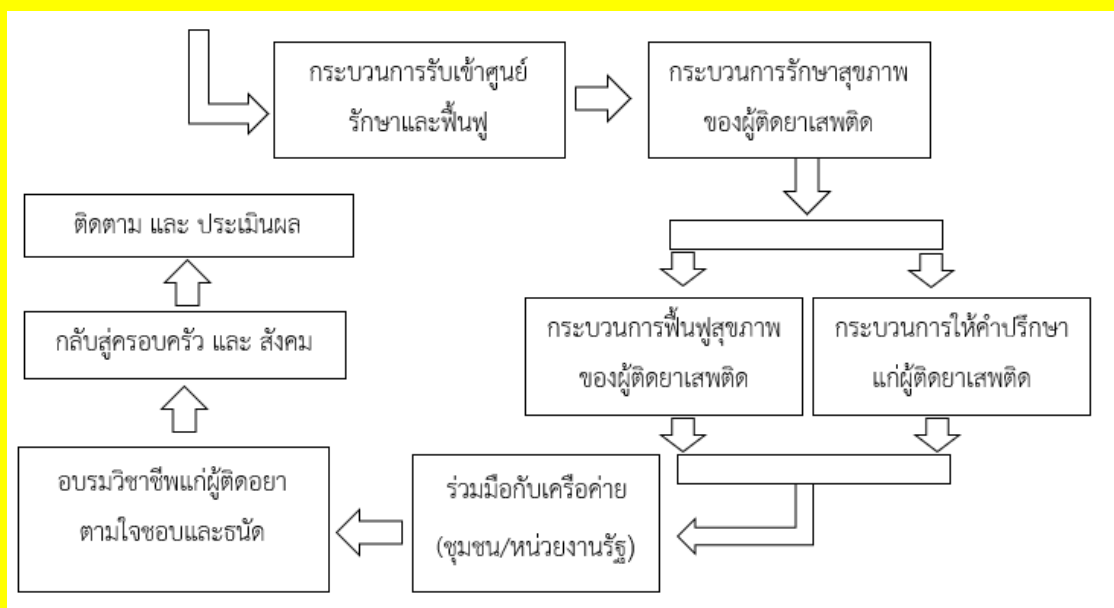 กระบวนการรับเข้าศูนย์
รักษาและฟื้นฟู
กระบวนการรักษาสุขภาพ
ของผู้ติดยาเสพติด
กระบวนการฟื้นฟูสุขภาพ
ของผู้ติดยาเสพติด
กระบวนการให้คำปรึกษา
แก่ผู้ติดยาเสพติด
ร่วมมือกับเครือค่าย
(ชุมชน/หน่วยงานรัฐ)
อบรมวิชาชีพแก่ผู้ติดอยา
ตามใจชอบและธนัด
กลับสู่ครอบครัว และ สังคม
ติดตาม และ ประเมินผล